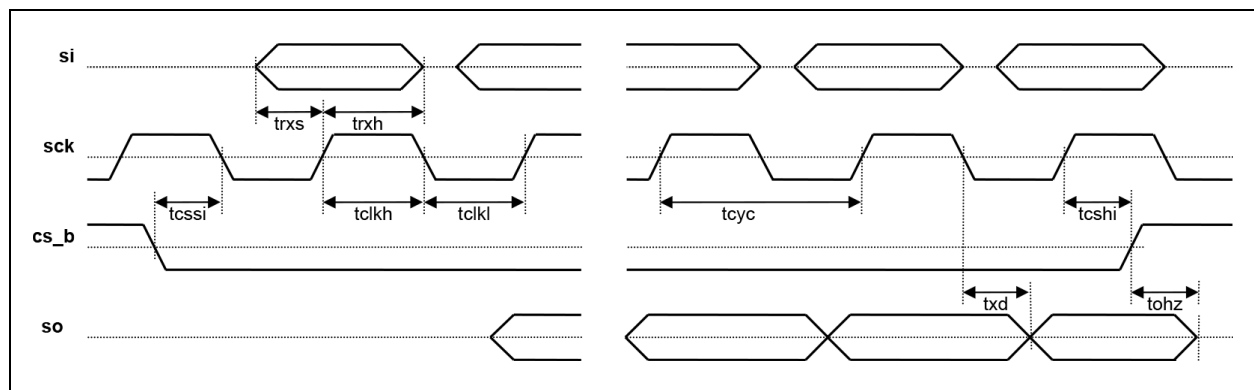 si
trxs trxh
sck
tcssi tclkh tclkl tcyc tcshi
cs_b
txd tohz
so